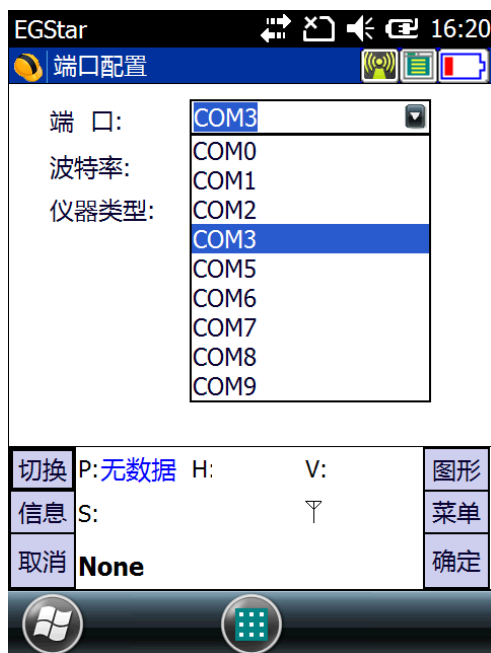 EGStar 16:20
端口配置
端 口: COM3
波特率: COM0
COM1
仪器类型: COM2
COM3
COM5
COM6
COM7
COM8
COM9
切换 P:无数据 H: V: 图形
信息 S: 菜单
取消 None 确定